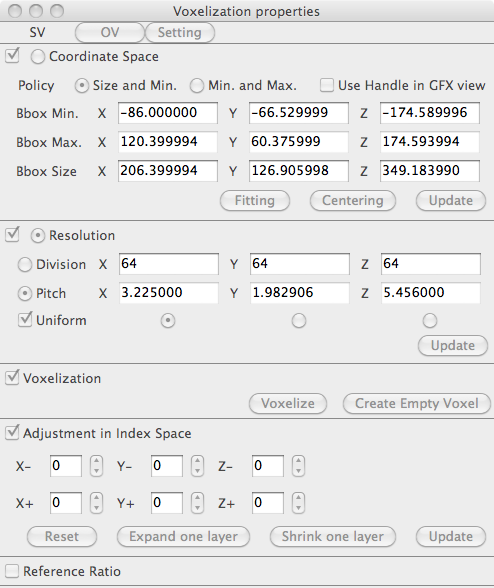 Voxelization properties
SV OV Setting
Coordinate Space
Policy Size and Min. Min. and Max. Use Handle in GFX view
Bbox Min. X -86.000000 Y -66.529999 Z -174.589996
Bbox Max. X 120.399994 Y 60.375999 Z 174.593994
Bbox Size X 206.399994 Y 126.905998 Z 349.183990
Fitting Centering Update
Resolution
Division X 64 Y 64 Z 64
Pitch X 3.225000 Y 1.982906 Z 5.456000
Uniform
Update
Voxelization
Voxelize Create Empty Voxel
Adjustment in Index Space
X- 0 Y- 0 Z- 0
X+ 0 Y+ 0 Z+ 0
Reset Expand one layer Shrink one layer Update
Reference Ratio